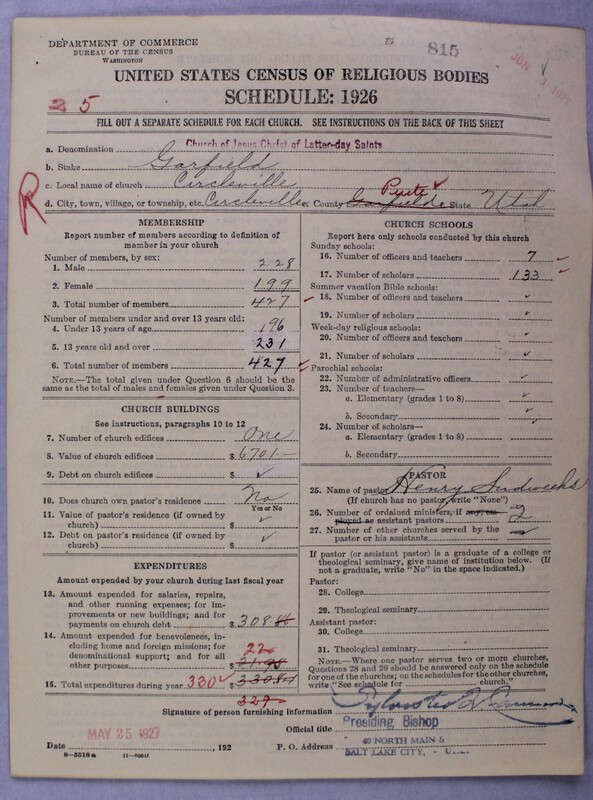 DEPARTMENT OF COMMERCE
BUREAU OF THE CENSUS
WASHINGTON
815
UNITED STATES CENSUS OF RELIGIOUS BODIES
SCHEDULE: 1926
25
FILL OUT A SEPARATE SCHEDULE FOR EACH CHURCH. SEE INSTRUCTIONS ON THE BACK OF THIS SHEET
a. Denomination Church of Jesus Christ of Latter-day Saints
b. Stake Garfield
c. Local name of church Circleville
d. City, town, village, or township, etc. Circleville County Garfield Piute State Utah
R
MEMBERSHIP
Report number of members according to definition of member in your church
Number of members, by sex:
1. Male 228
2. Female 199
3. Total number of members 427
Number of members under and over 13 years old:
4. Under 13 years of age 196
5. 13 years old and over 231
6. Total number of members 427
NOTE.—The total given under Question 6 should be the
same as the total of males and females given under Question 3.
CHURCH BUILDINGS
See instructions, paragraphs 10 to 12
7. Number of church edifices One
8. Value of church edifices $6701.—
9. Debt on church edifices $
10. Does church own pastor's residence No
Yes or No
11. Value of pastor's residence (if owned by
church) $
12. Debt on pastor's residence (if owned by
church) $
EXPENDITURES
Amount expended by your church during last fiscal year
13. Amount expended for salaries, repairs,
and other running expenses; for im-
provements or new buildings; and for
payments on church debt $308
14. Amount expended for benevolences, in-
cluding home and foreign missions; for
denominational support; and for all
other purposes $21.98 22
15. Total expenditures during year 330 $
329
CHURCH SCHOOLS
Report here only schools conducted by this church
Sunday schools:
16. Number of officers and teachers 7
17. Number of scholars 133
Summer vacation Bible schools:
18. Number of officers and teachers
19. Number of scholars
Week-day religious schools:
20. Number of officers and teachers
21. Number of scholars
Parochial schools:
22. Number of administrative officers
23. Number of teachers—
a. Elementary (grades 1 to 8)
b. Secondary
24. Number of scholars—
a. Elementary (grades 1 to 8)
b. Secondary
PASTOR
25. Name of pastor Henry Sudweeks
(If church has no pastor, write "None")
26. Number of ordained ministers, if any, em-
ployed as assistant pastors 2
27. Number of other churches served by the
pastor or his assistants
If pastor (or assistant pastor) is a graduate of a college or
theological seminary, give name of institution below. (If
not a graduate, write "No" in the space indicated.)
Pastor:
28. College
29. Theological seminary
Assistant pastor:
30. College
31. Theological seminary
NOTE.—Where one pastor serves two or more churches,
Questions 28 and 29 should be answered only on the schedule
for one of the churches; on the schedules for the other churches,
write "See schedule for church."
Signature of person furnishing information
Official title Presiding Bishop
Date MAY 25 1927, 192 P. O. Address 40 NORTH MAIN S
SALT LAKE CITY,
8—5518a